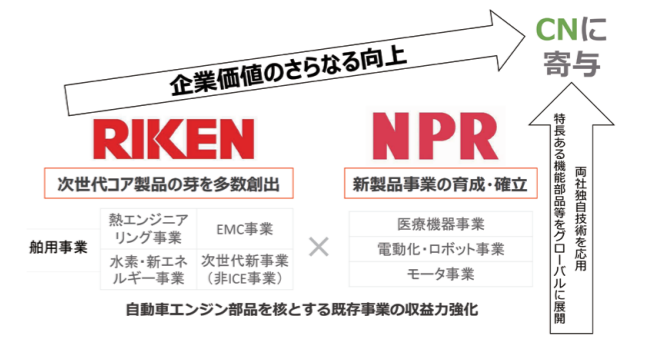 CNに
寄与
企業価値のさらなる向上
RIKEN
次世代コア製品の芽を多数創出
舶用事業
熱エンジニア
リング事業
EMC事業
水素・新エネ
ルギー事業
次世代新事業
(非ICE事業)
×
NPR
新製品事業の育成・確立
医療機器事業
電動化・ロボット事業
モータ事業
両社独自技術を応用
特長ある機能部品等をグローバルに展開
自動車エンジン部品を核とする既存事業の収益力強化